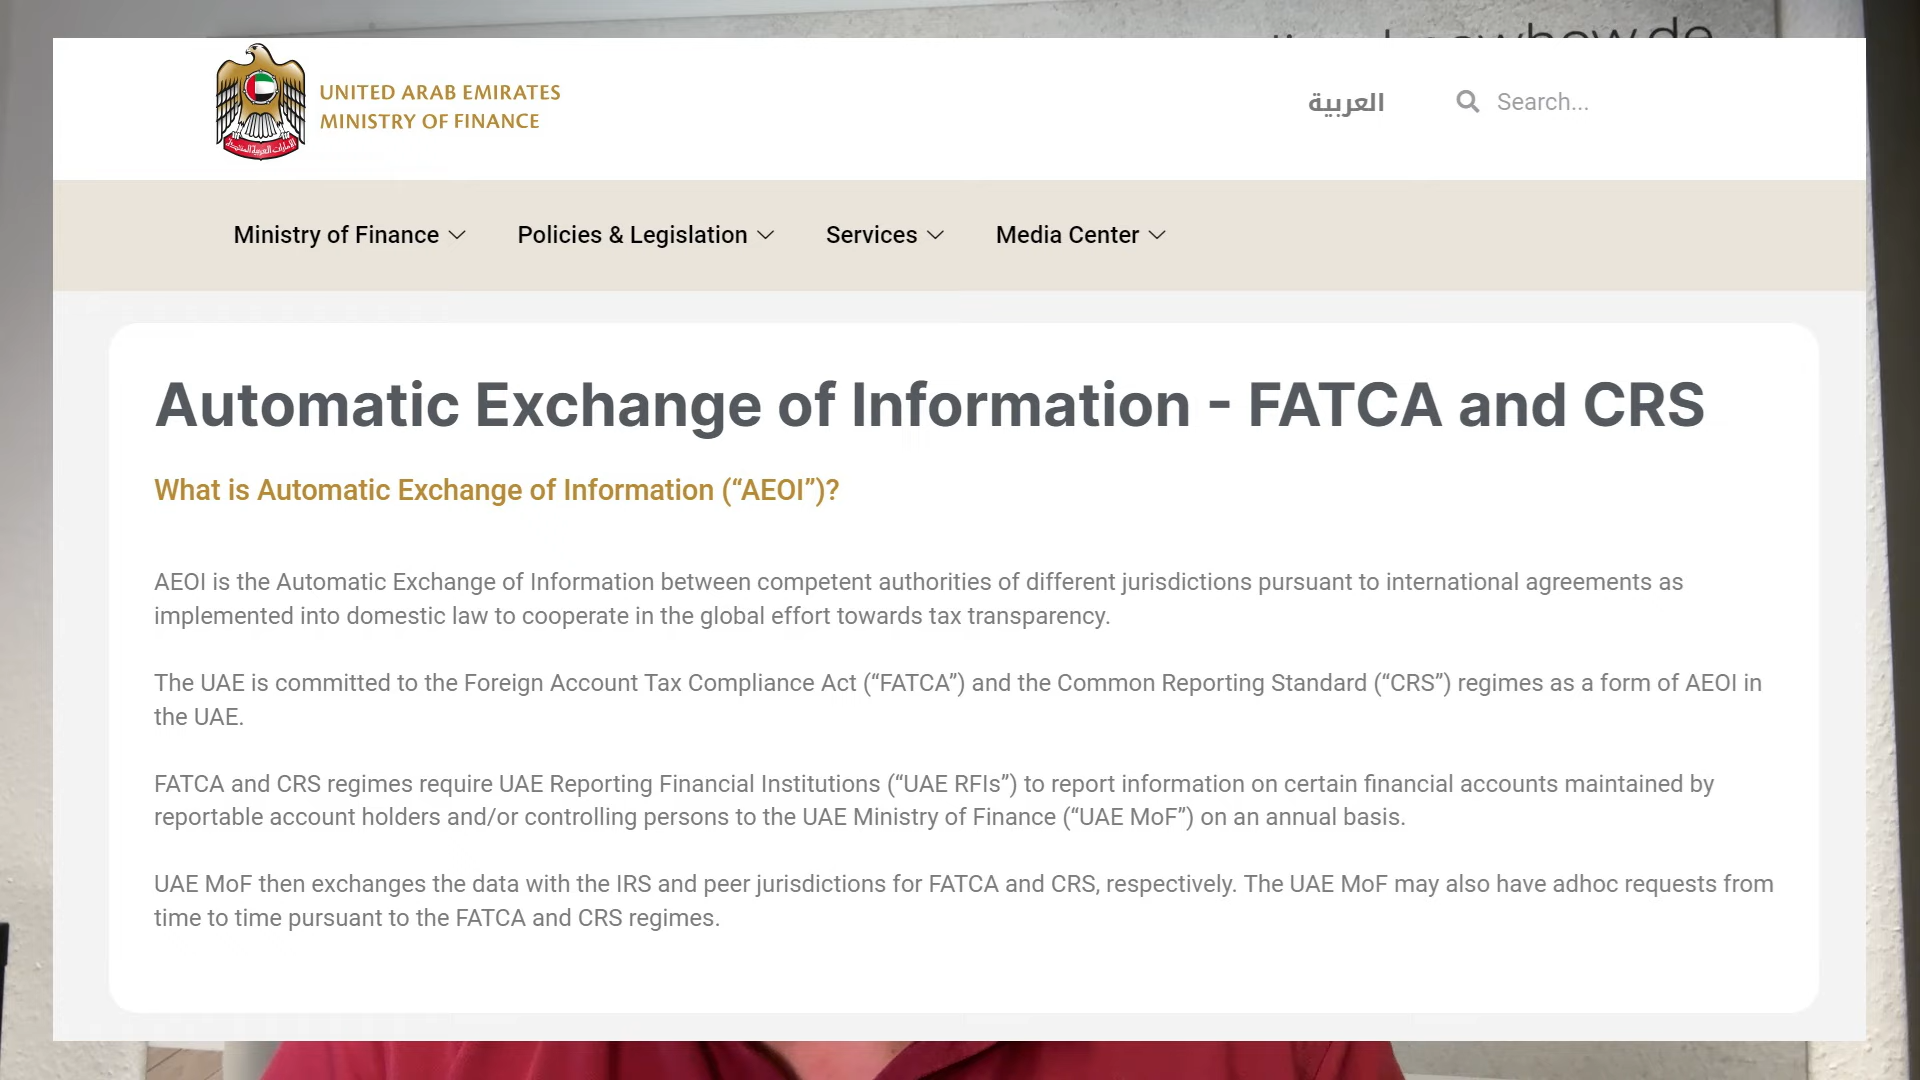 knowhow.de
UNITED ARAB EMIRATES
MINISTRY OF FINANCE
العربية
Search...
Ministry of Finance
Policies & Legislation
Services
Media Center
Automatic Exchange of Information - FATCA and CRS
What is Automatic Exchange of Information (“AEOI”)?
AEOI is the Automatic Exchange of Information between competent authorities of different jurisdictions pursuant to international agreements as
implemented into domestic law to cooperate in the global effort towards tax transparency.
The UAE is committed to the Foreign Account Tax Compliance Act (“FATCA”) and the Common Reporting Standard (“CRS”) regimes as a form of AEOI in
the UAE.
FATCA and CRS regimes require UAE Reporting Financial Institutions (“UAE RFIs”) to report information on certain financial accounts maintained by
reportable account holders and/or controlling persons to the UAE Ministry of Finance (“UAE MoF”) on an annual basis.
UAE MoF then exchanges the data with the IRS and peer jurisdictions for FATCA and CRS, respectively. The UAE MoF may also have adhoc requests from
time to time pursuant to the FATCA and CRS regimes.